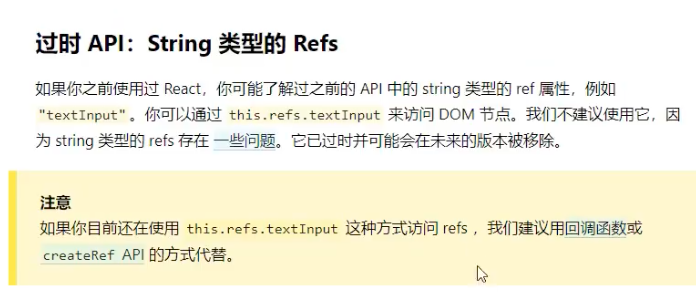 过时 API：String 类型的 Refs
如果你之前使用过 React，你可能了解过之前的 API 中的 string 类型的 ref 属性，例如
"textInput"。你可以通过 this.refs.textInput 来访问 DOM 节点。我们不建议使用它，因
为 string 类型的 refs 存在 一些问题。它已过时并可能会在未来的版本被移除。
注意
如果你目前还在使用 this.refs.textInput 这种方式访问 refs ，我们建议用回调函数或
createRef API 的方式代替。